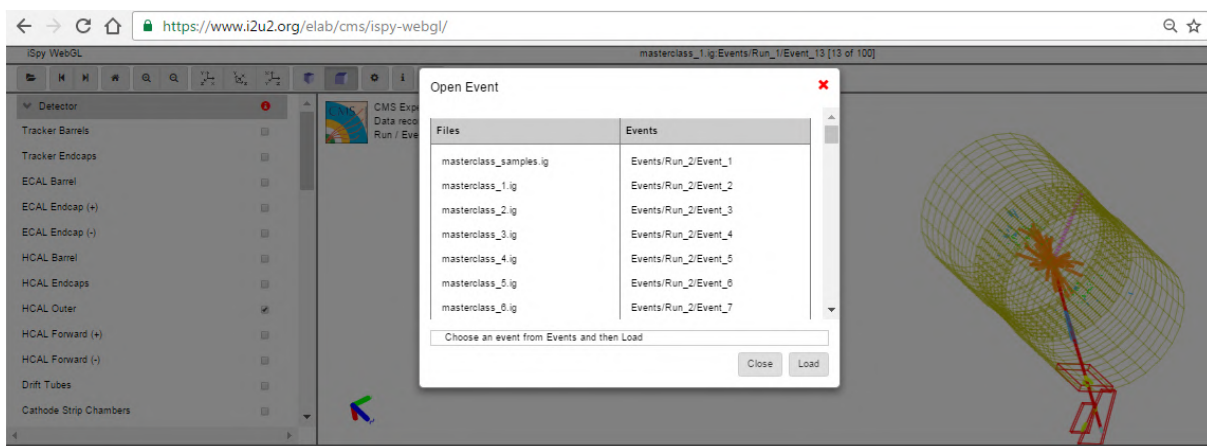 https://www.i2u2.org/elab/cms/ispy-webgl/
iSpy WebGL
masterclass_1.ig:Events/Run_1/Event_13 [13 of 100]
Detector
Tracker Barrels
Tracker Endcaps
ECAL Barrel
ECAL Endcap (+)
ECAL Endcap (-)
HCAL Barrel
HCAL Endcaps
HCAL Outer
HCAL Forward (+)
HCAL Forward (-)
Drift Tubes
Cathode Strip Chambers
CMS
CMS Expe
Data reco
Run / Eve
Open Event
Files Events
masterclass_samples.ig Events/Run_2/Event_1
masterclass_1.ig Events/Run_2/Event_2
masterclass_2.ig Events/Run_2/Event_3
masterclass_3.ig Events/Run_2/Event_4
masterclass_4.ig Events/Run_2/Event_5
masterclass_5.ig Events/Run_2/Event_6
masterclass_6.ig Events/Run_2/Event_7
Choose an event from Events and then Load
Close Load